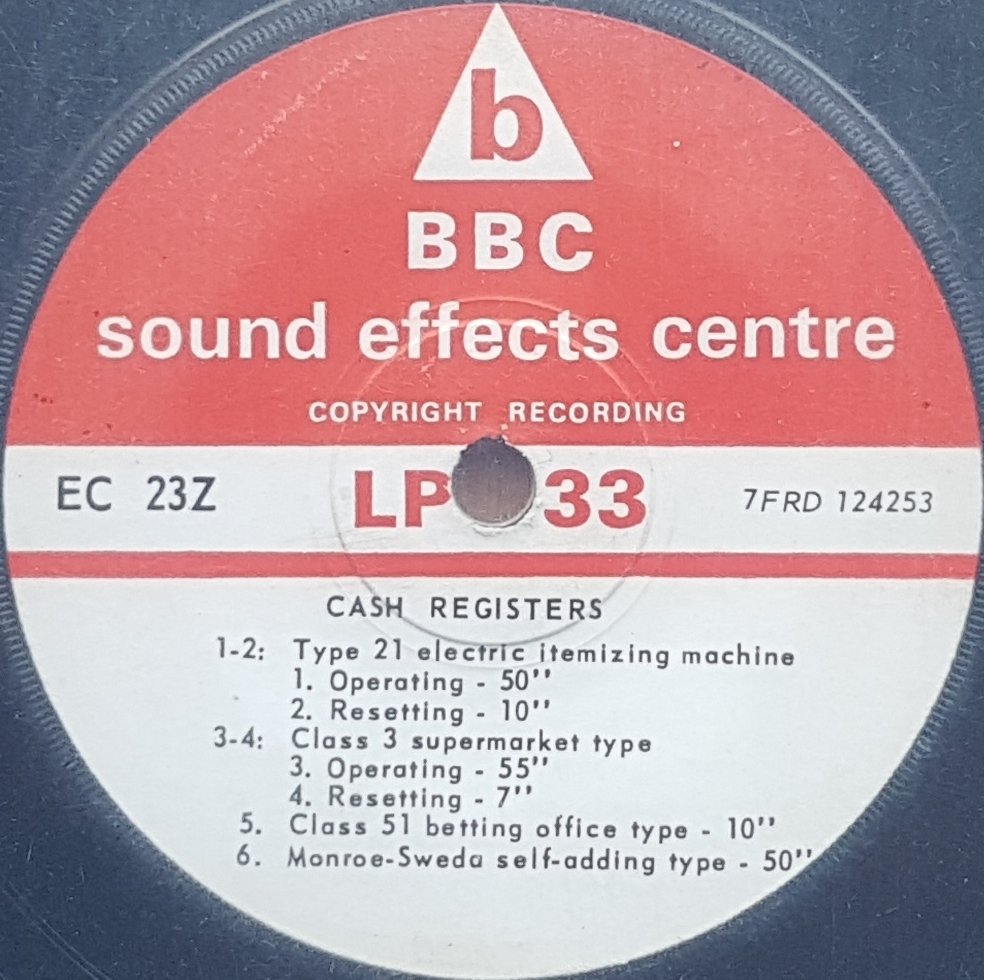 b
BBC
sound effects centre
COPYRIGHT RECORDING
EC 23Z LP 33 7FRD 124253
CASH REGISTERS
1-2: Type 21 electric itemizing machine
1. Operating - 50''
2. Resetting - 10''
3-4: Class 3 supermarket type
3. Operating - 55''
4. Resetting - 7''
5. Class 51 betting office type - 10''
6. Monroe-Sweda self-adding type - 50''